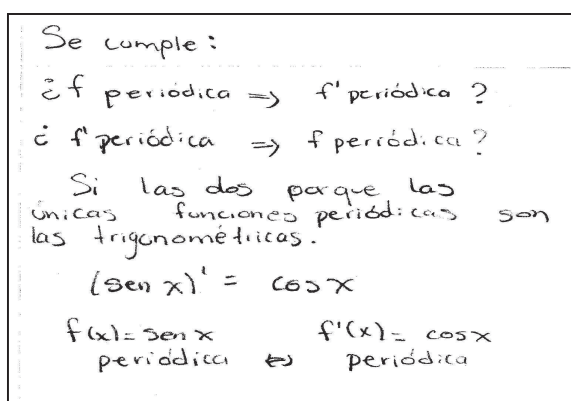 Se cumple:
¿f periódica => f' periódica?
¿f' periódica => f periódica?
Si las dos porque las
únicas funciones periódicas son
las trigonométricas.
(sen x)' = cos x
f(x) = sen x f'(x) = cos x
periódica <=> periódica